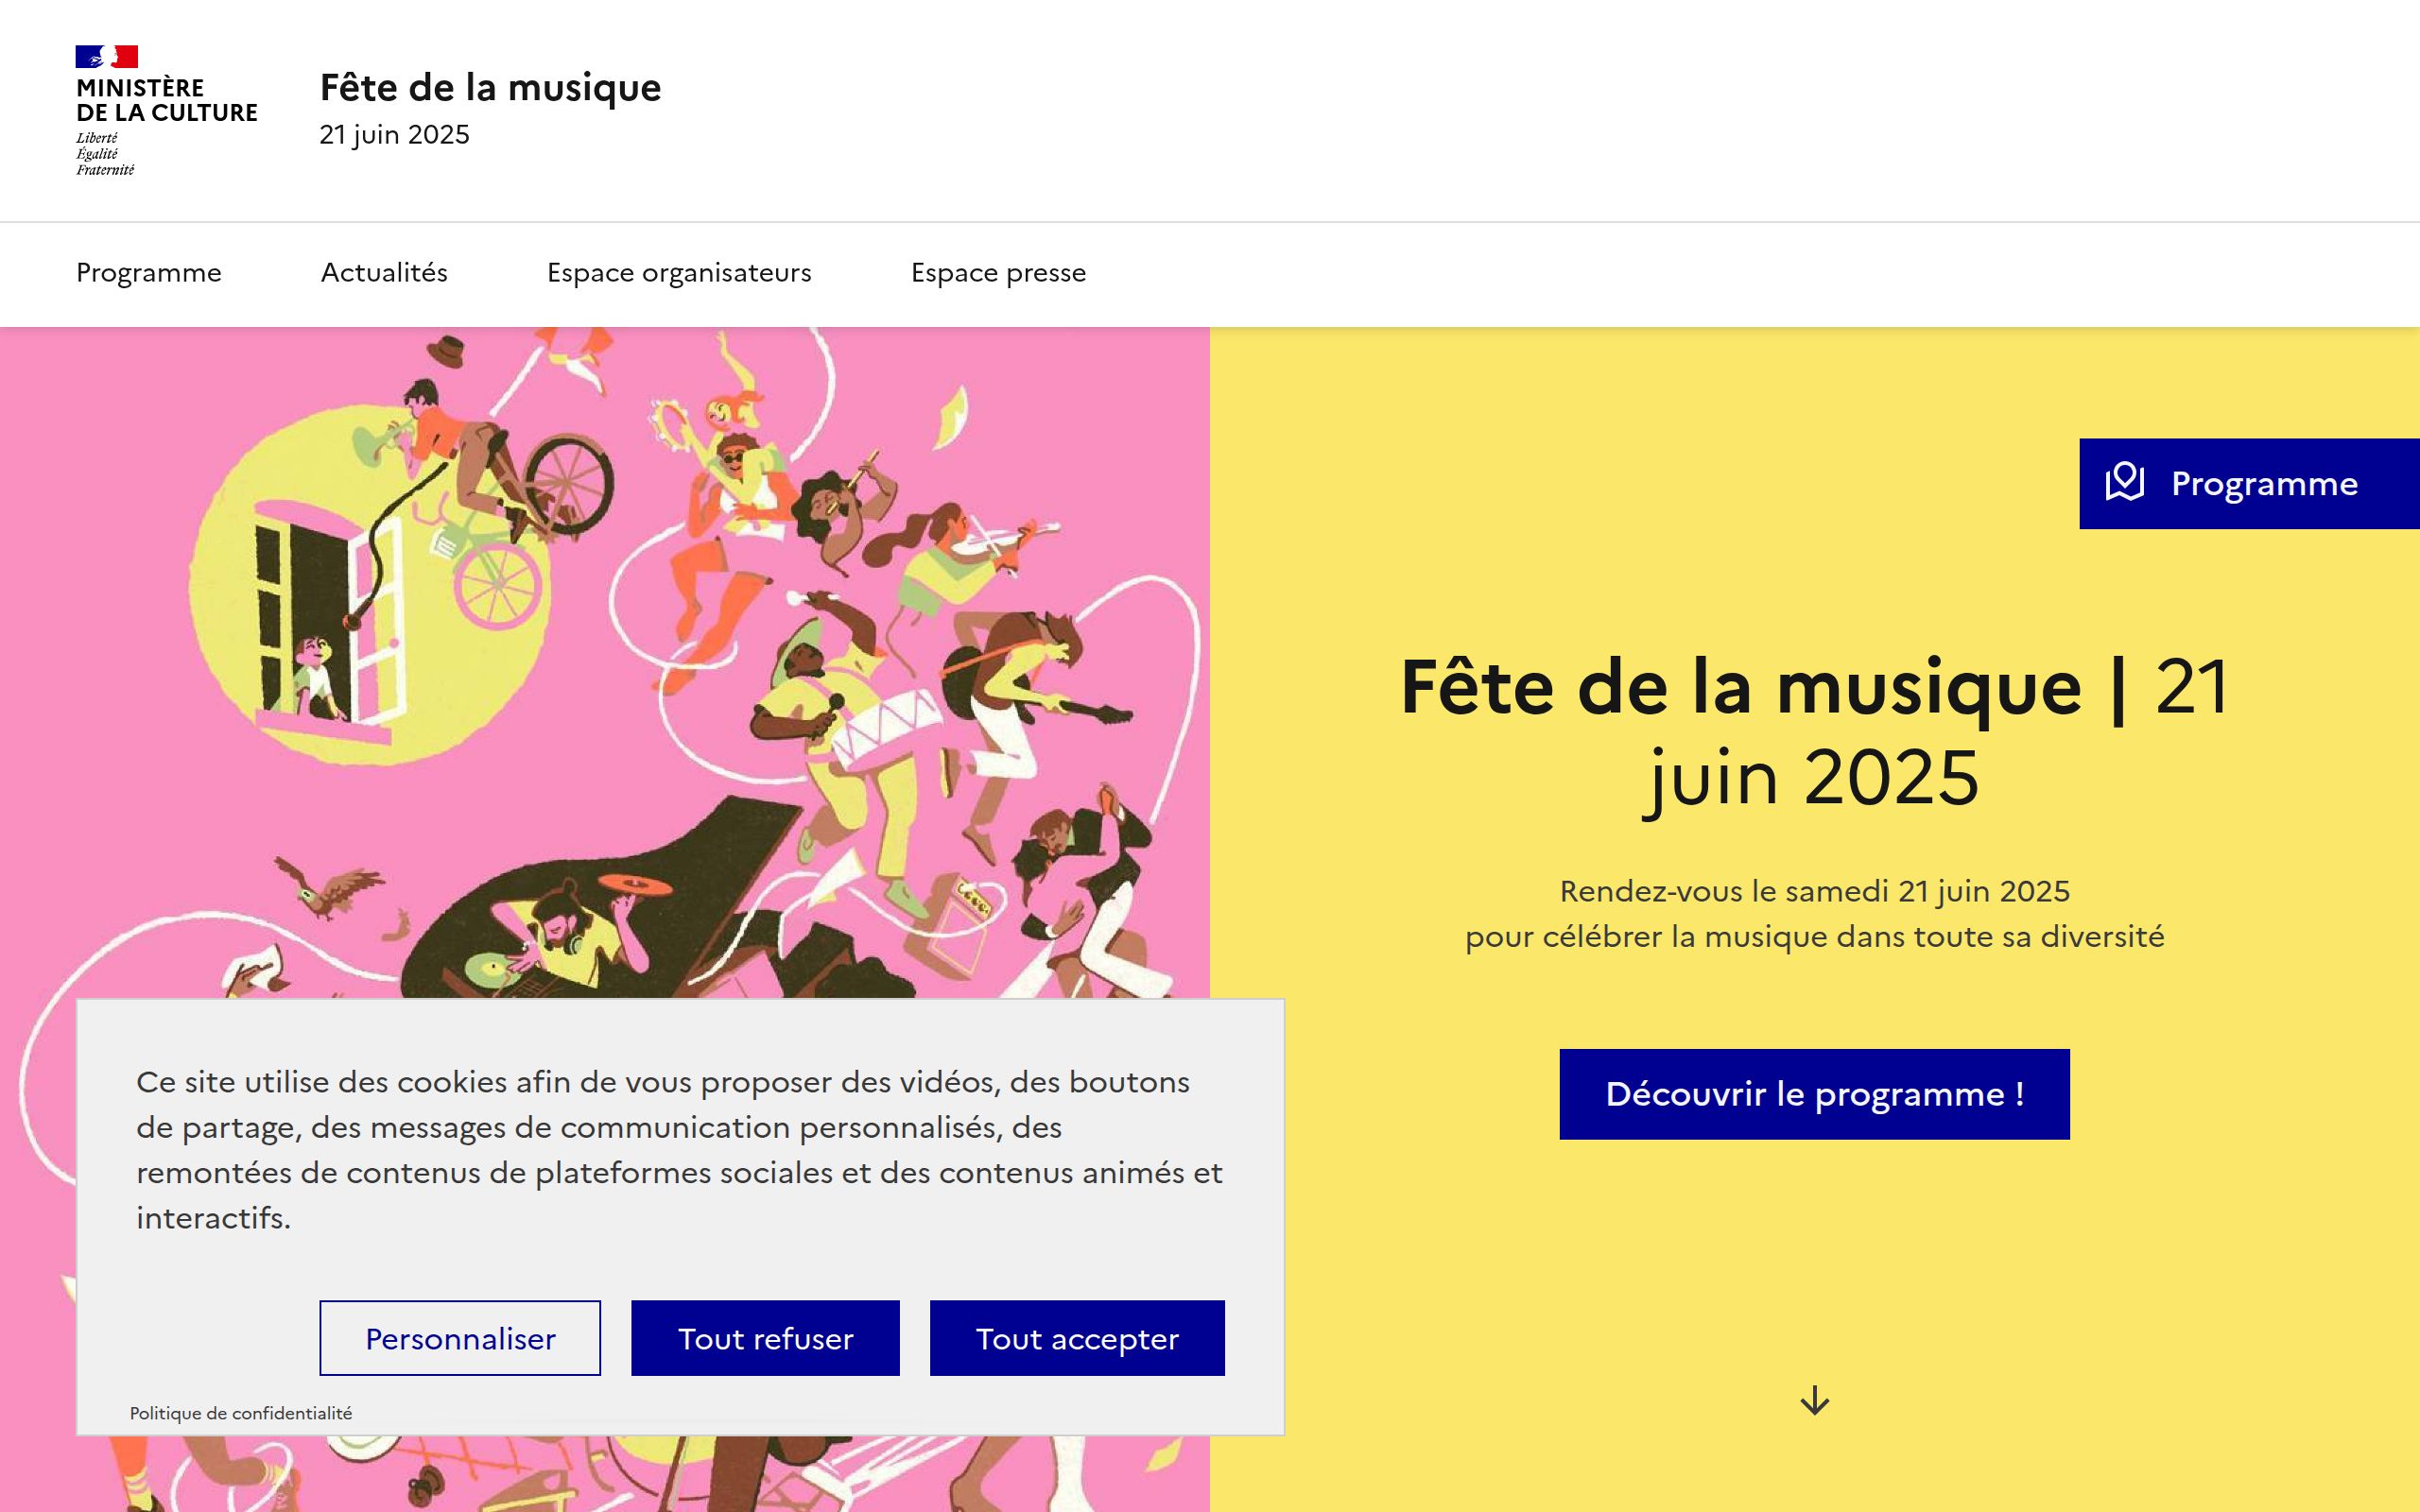 MINISTÈRE
DE LA CULTURE
Liberté
Égalité
Fraternité
Fête de la musique
21 juin 2025
Programme
Actualités
Espace organisateurs
Espace presse
Programme
Fête de la musique | 21
juin 2025
Rendez-vous le samedi 21 juin 2025
pour célébrer la musique dans toute sa diversité
Découvrir le programme !
Ce site utilise des cookies afin de vous proposer des vidéos, des boutons
de partage, des messages de communication personnalisés, des
remontées de contenus de plateformes sociales et des contenus animés et
interactifs.
Personnaliser
Tout refuser
Tout accepter
Politique de confidentialité